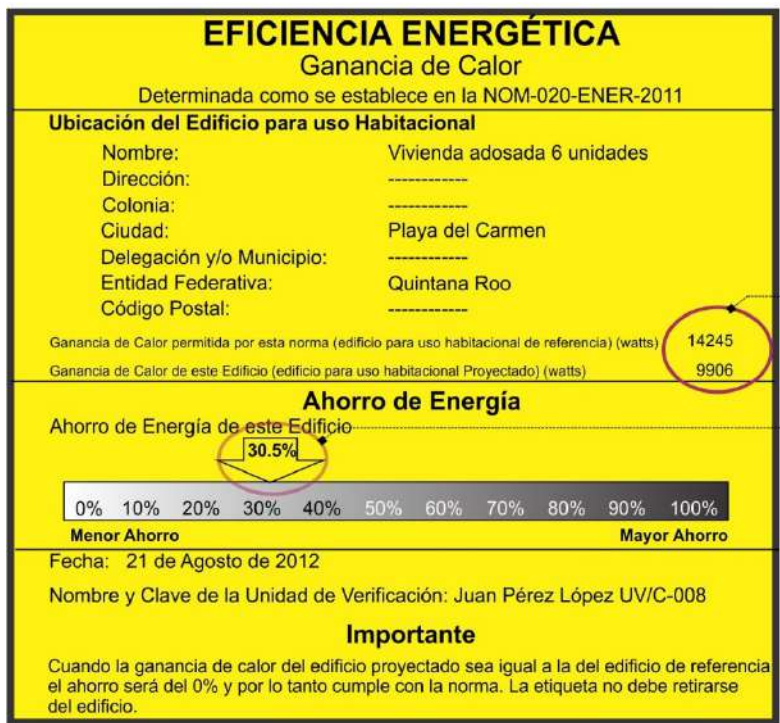 EFICIENCIA ENERGÉTICA
Ganancia de Calor
Determinada como se establece en la NOM-020-ENER-2011
Ubicación del Edificio para uso Habitacional
Nombre: Vivienda adosada 6 unidades
Dirección: ------------
Colonia: ------------
Ciudad: Playa del Carmen
Delegación y/o Municipio: ------------
Entidad Federativa: Quintana Roo
Código Postal: ------------
Ganancia de Calor permitida por esta norma (edificio para uso habitacional de referencia) (watts) 14245
Ganancia de Calor de este Edificio (edificio para uso habitacional Proyectado) (watts) 9906
Ahorro de Energía
Ahorro de Energía de este Edificio
30.5%
0% 10% 20% 30% 40% 50% 60% 70% 80% 90% 100%
Menor Ahorro Mayor Ahorro
Fecha: 21 de Agosto de 2012
Nombre y Clave de la Unidad de Verificación: Juan Pérez López UV/C-008
Importante
Cuando la ganancia de calor del edificio proyectado sea igual a la del edificio de referencia
el ahorro será del 0% y por lo tanto cumple con la norma. La etiqueta no debe retirarse
del edificio.